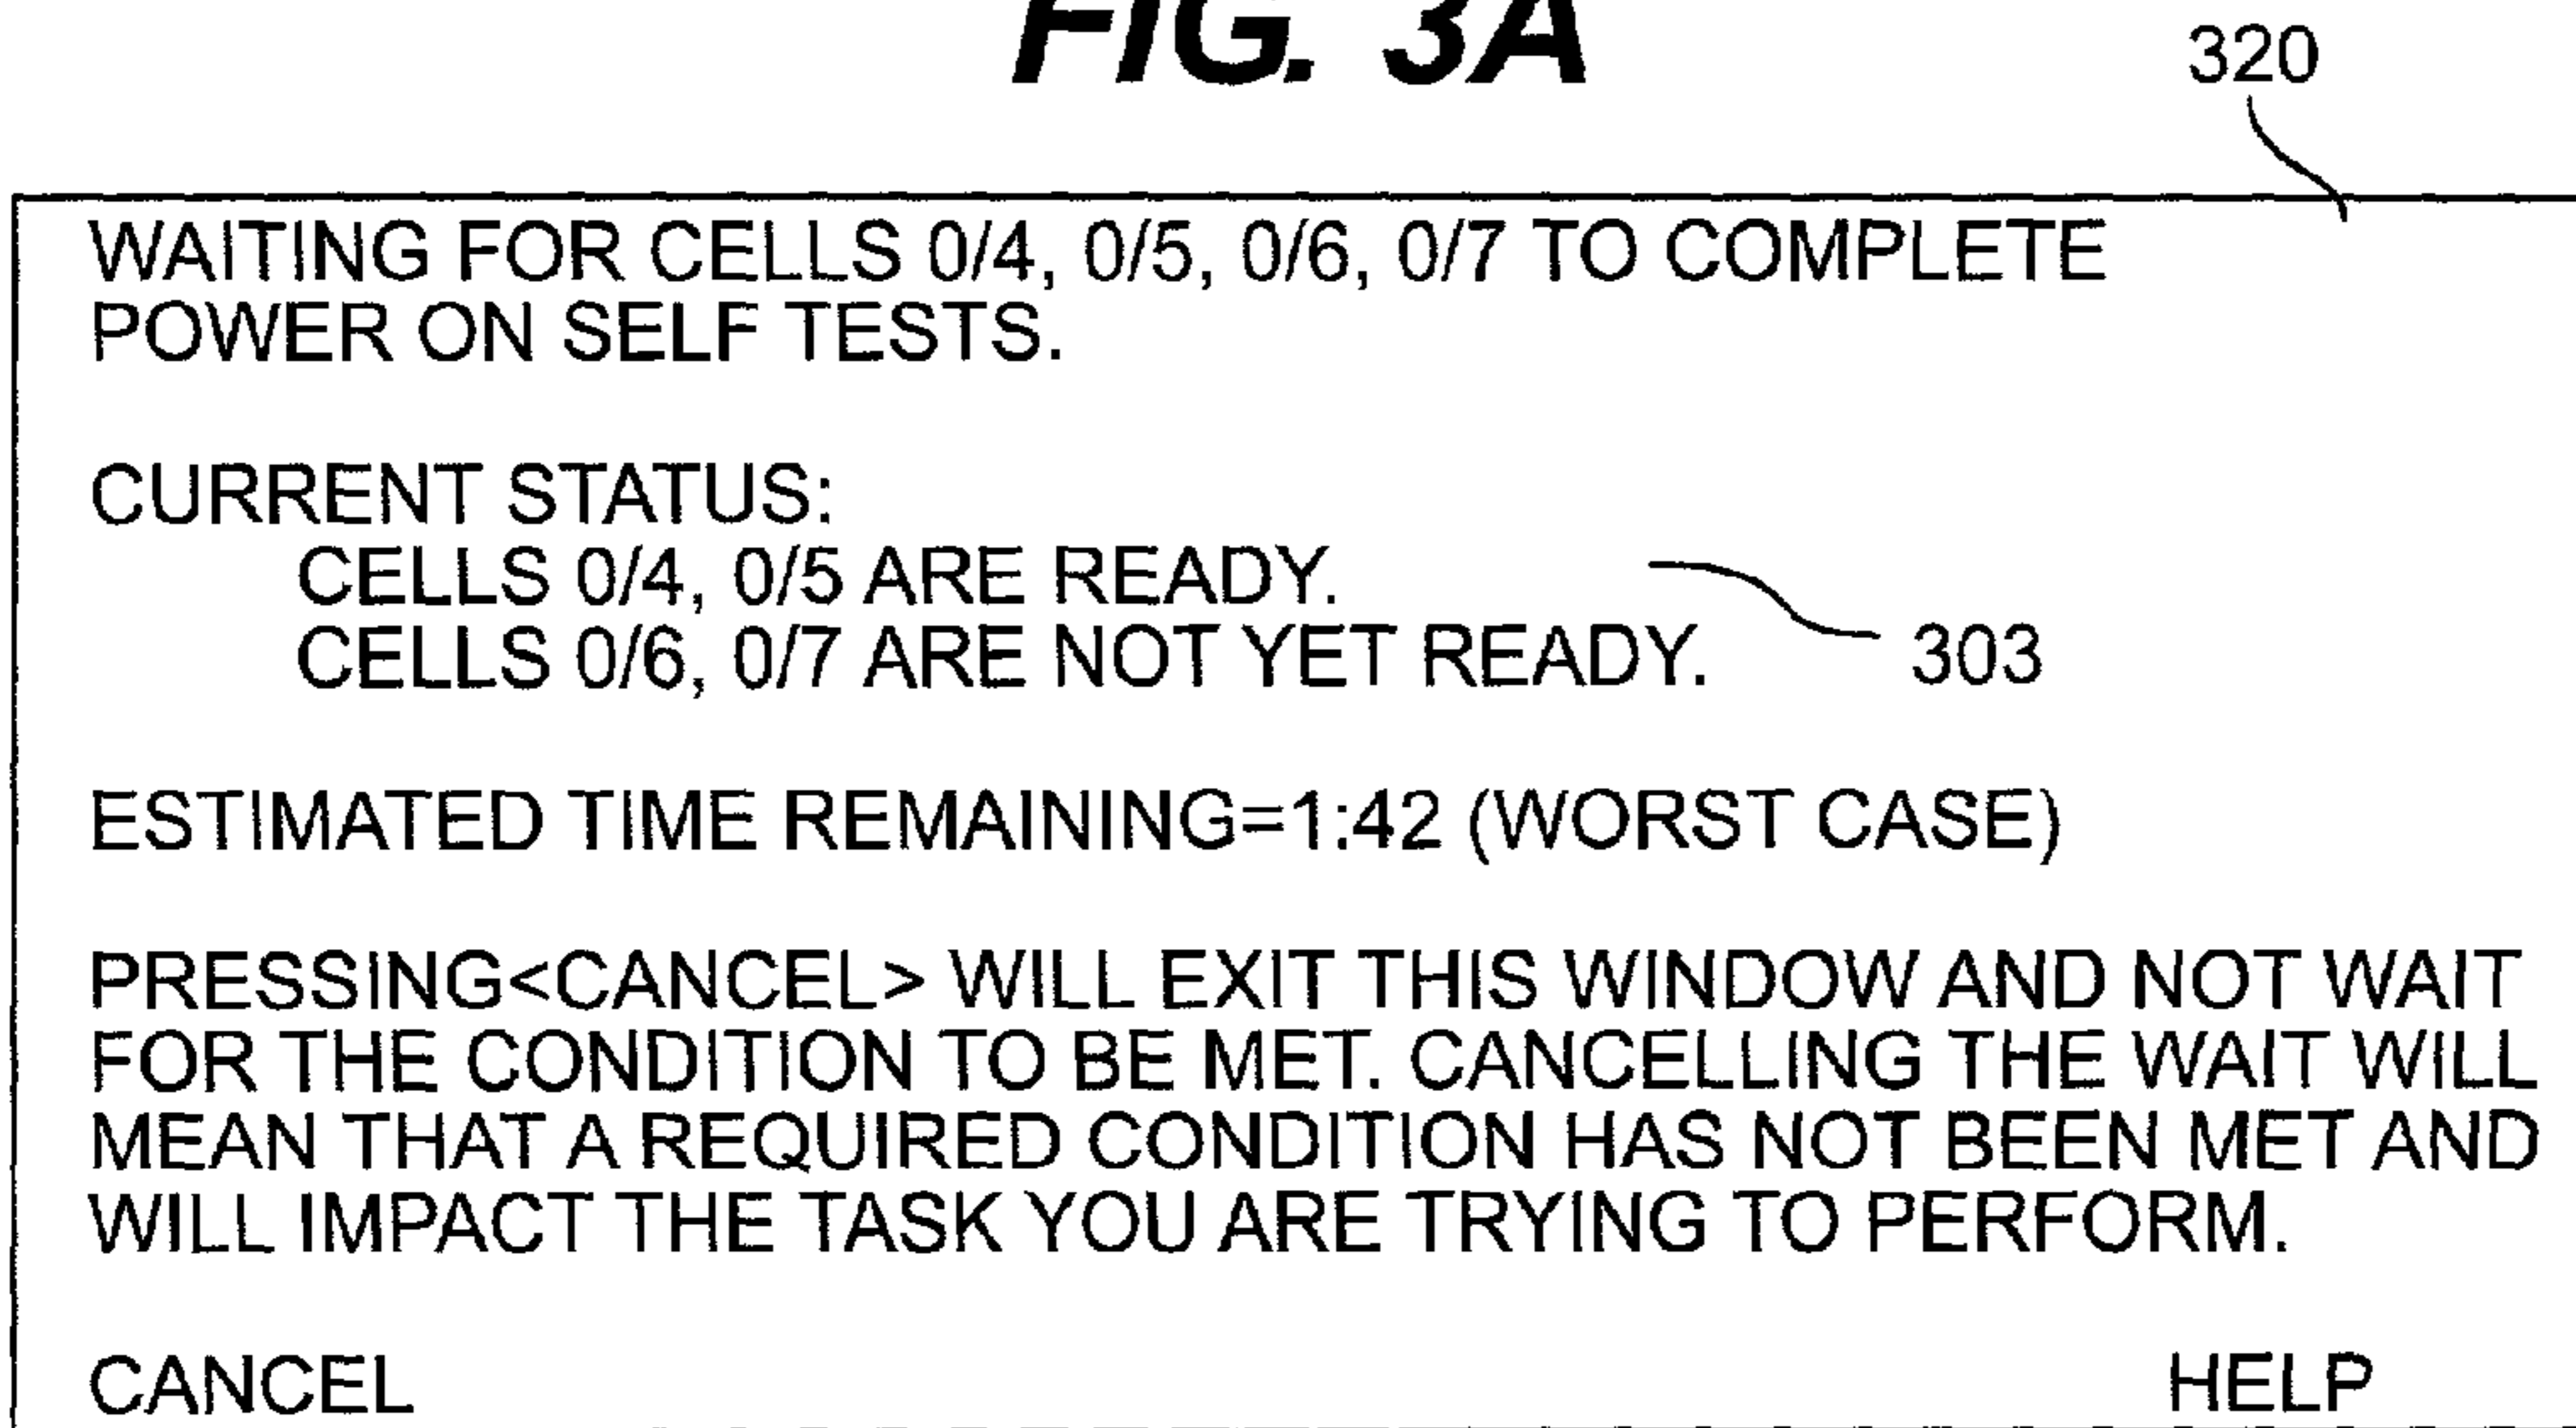 FIG. 3A
320
WAITING FOR CELLS 0/4, 0/5, 0/6, 0/7 TO COMPLETE
POWER ON SELF TESTS.
CURRENT STATUS:
CELLS 0/4, 0/5 ARE READY.
CELLS 0/6, 0/7 ARE NOT YET READY.
303
ESTIMATED TIME REMAINING=1:42 (WORST CASE)
PRESSING<CANCEL> WILL EXIT THIS WINDOW AND NOT WAIT
FOR THE CONDITION TO BE MET. CANCELLING THE WAIT WILL
MEAN THAT A REQUIRED CONDITION HAS NOT BEEN MET AND
WILL IMPACT THE TASK YOU ARE TRYING TO PERFORM.
CANCEL HELP